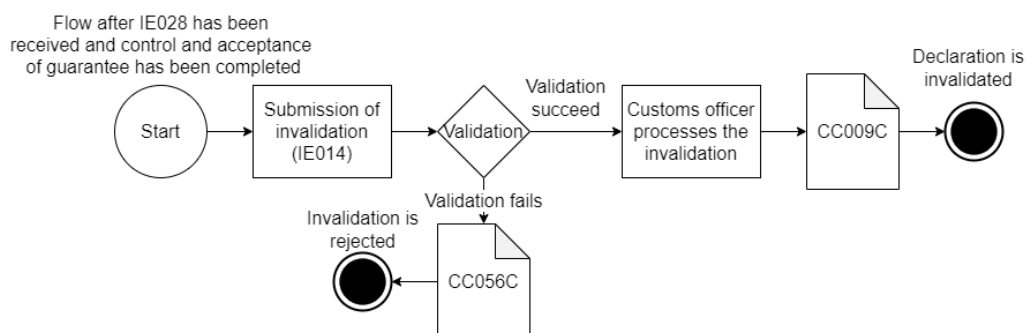 Flow after IE028 has been
received and control and acceptance
of guarantee has been completed
Start
Submission of
invalidation
(IE014)
Validation
Validation
succeed
Customs officer
processes the
invalidation
CC009C
Declaration is
invalidated
Validation fails
Invalidation is
rejected
CC056C